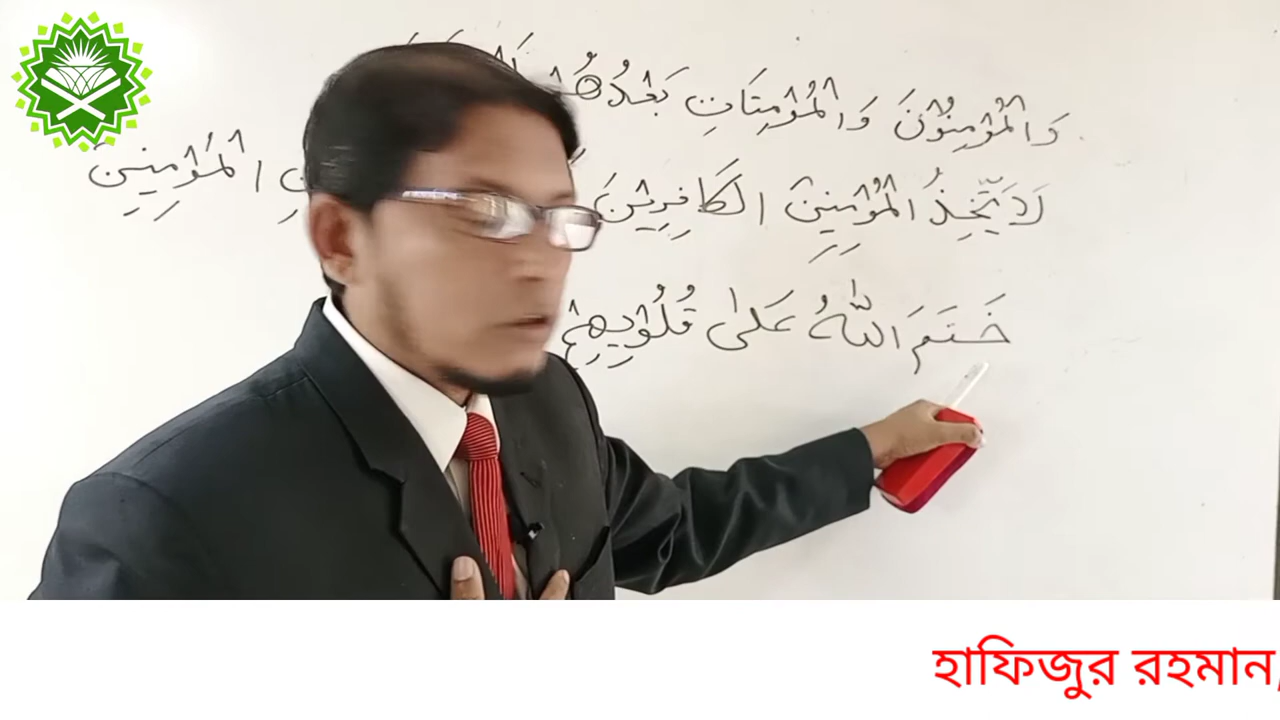 وَالْمُؤْمِنُوْنَ وَالْمُؤْمِنَاتِ
لَا يَتَّخِذُ الْمُؤْمِنِيْنَ الْكَافِرِيْنَ الْمُؤْمِنِيْنَ
خَتَمَ اللّٰهُ عَلٰى قُلُوْبِهِمْ
হাফিজুর রহমান,